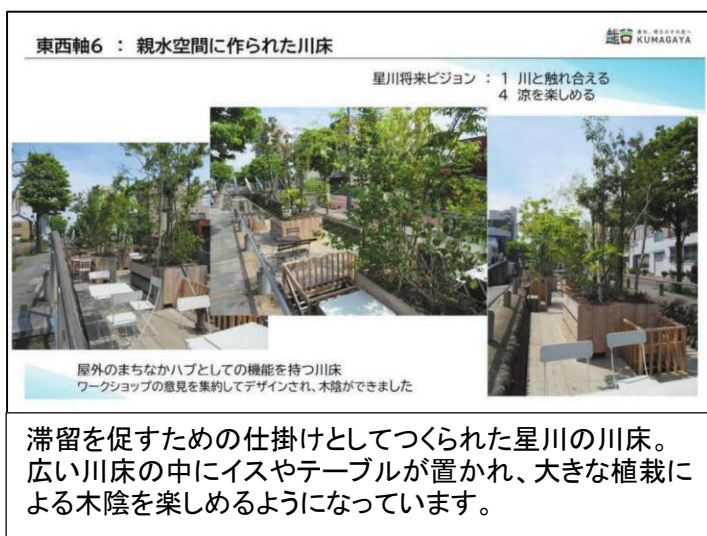 東西軸6 : 親水空間に作られた川床
熊谷 KUMAGAYA
星川将来ビジョン : 1 川と触れ合える
4 涼を楽しめる
屋外のまちなかハブとしての機能を持つ川床
ワークショップの意見を集約してデザインされ、木陰ができました
滞留を促すための仕掛けとしてつくられた星川の川床。
広い川床の中にイスやテーブルが置かれ、大きな植栽に
よる木陰を楽しめるようになっています。